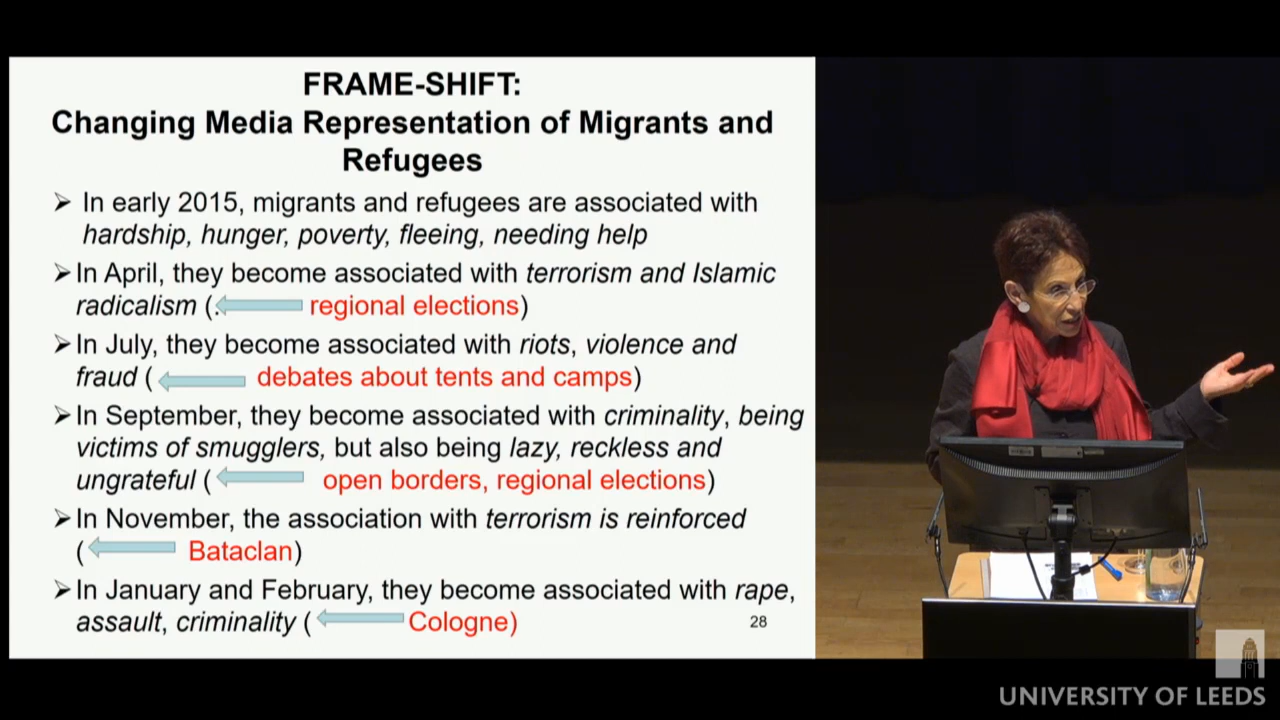 FRAME-SHIFT:
Changing Media Representation of Migrants and
Refugees
➢ In early 2015, migrants and refugees are associated with
hardship, hunger, poverty, fleeing, needing help
➢ In April, they become associated with terrorism and Islamic
radicalism (. regional elections)
➢ In July, they become associated with riots, violence and
fraud ( debates about tents and camps)
➢ In September, they become associated with criminality, being
victims of smugglers, but also being lazy, reckless and
ungrateful ( open borders, regional elections)
➢ In November, the association with terrorism is reinforced
( Bataclan)
➢ In January and February, they become associated with rape,
assault, criminality ( Cologne)
28
UNIVERSITY OF LEEDS